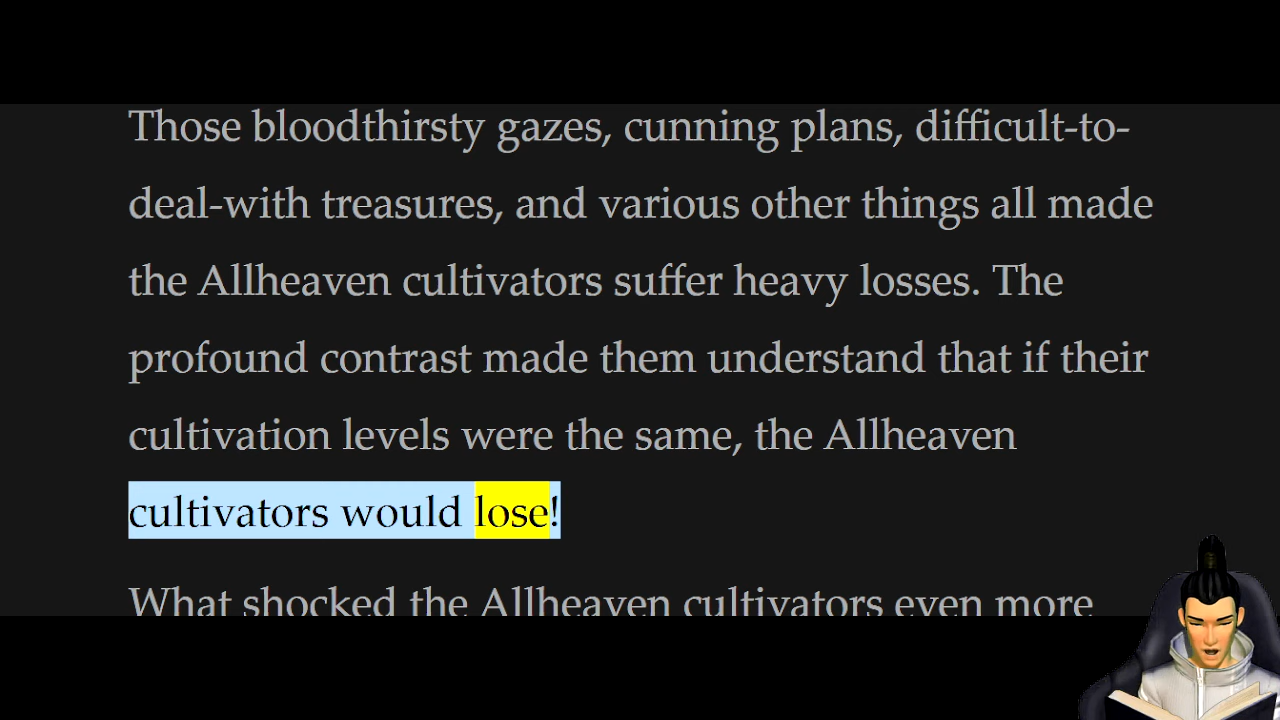 Those bloodthirsty gazes, cunning plans, difficult-to-
deal-with treasures, and various other things all made
the Allheaven cultivators suffer heavy losses. The
profound contrast made them understand that if their
cultivation levels were the same, the Allheaven
cultivators would lose!
What shocked the Allheaven cultivators even more